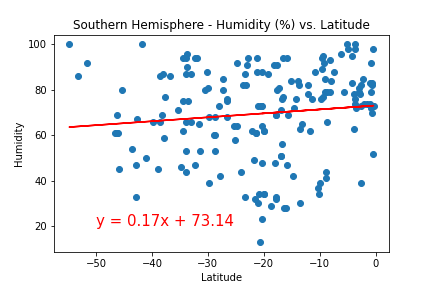 Southern Hemisphere - Humidity (%) vs. Latitude
100
80
60
40
20
Humidity
y = 0.17x + 73.14
−50 −40 −30 −20 −10 0
Latitude